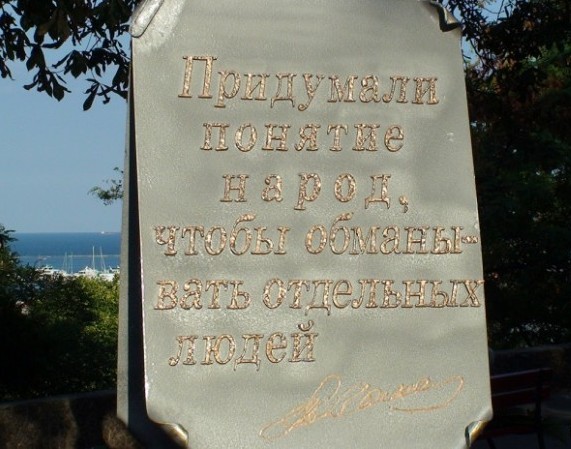 Придумали
понятие
народ,
чтобы обманы-
вать отдельных
людей